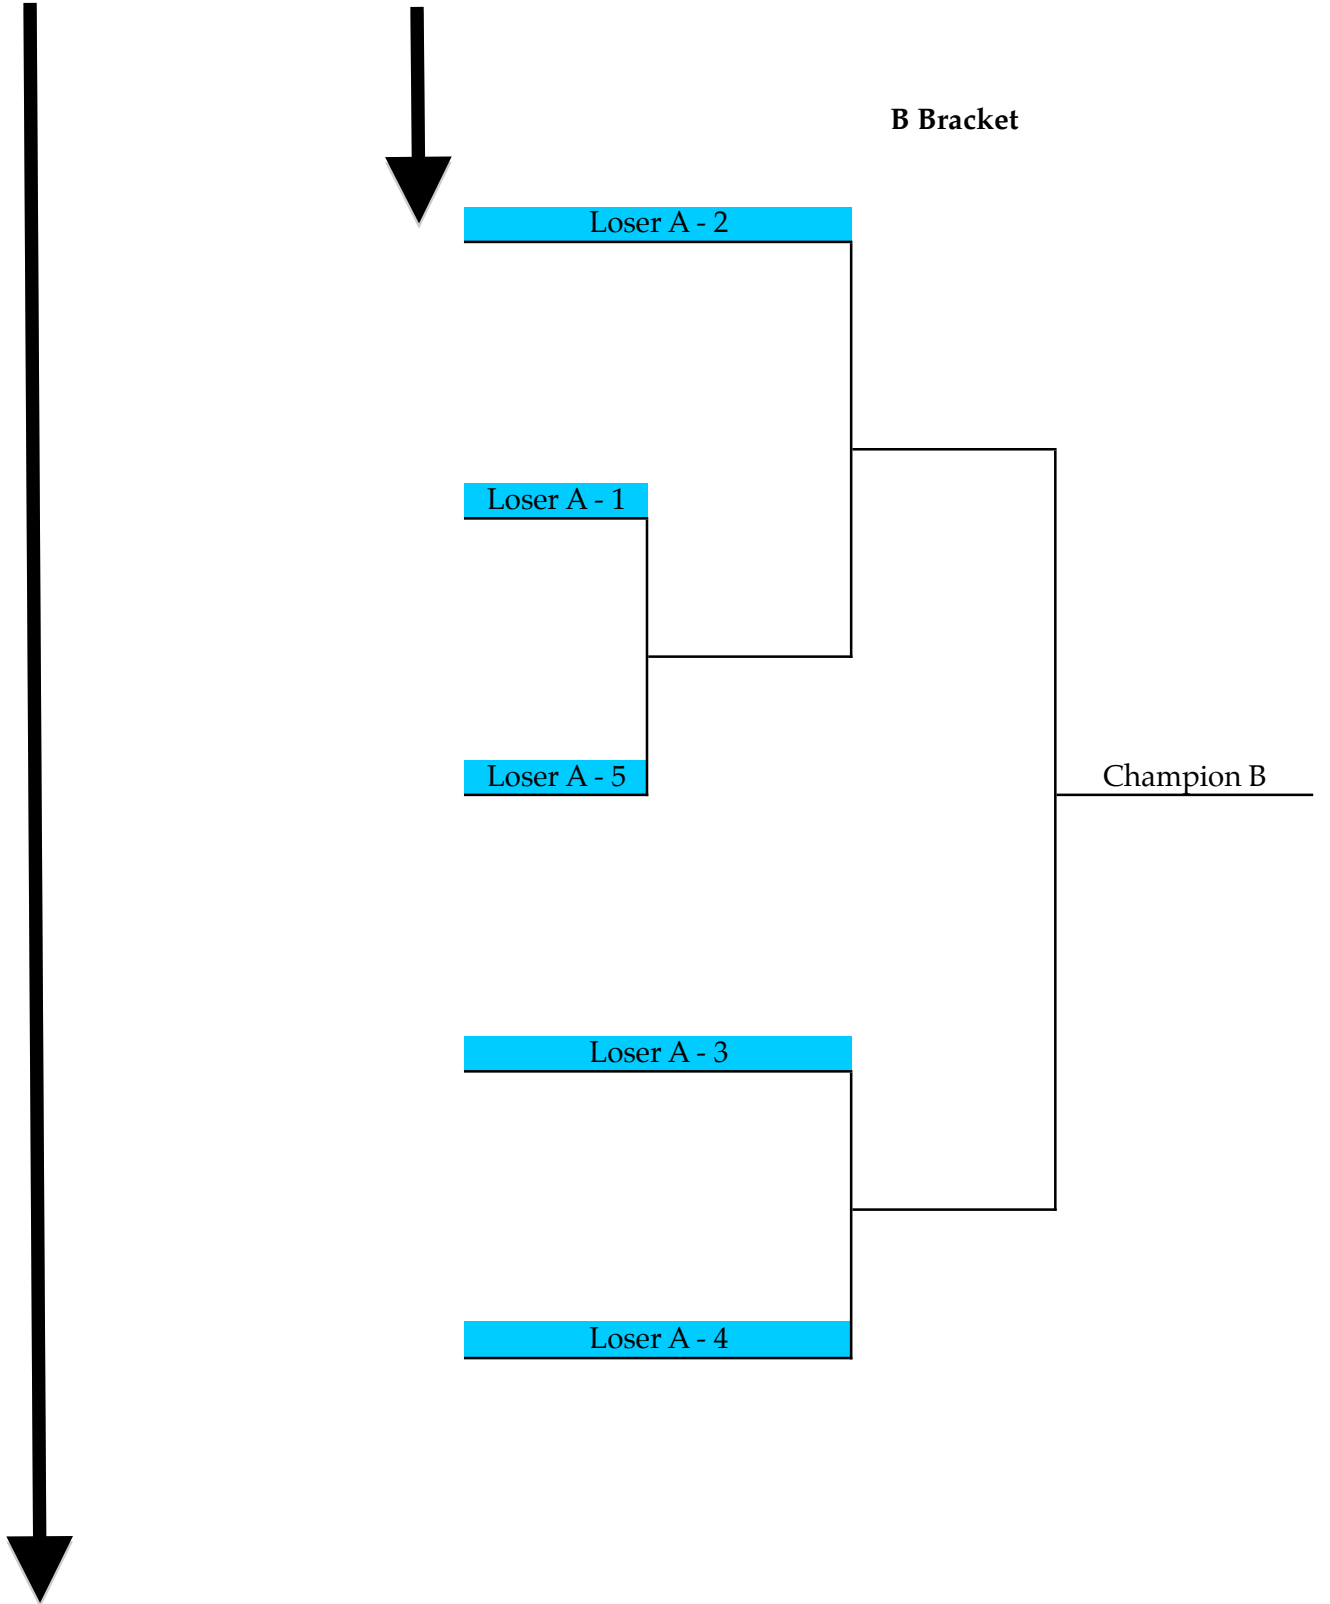 B Bracket
Loser A - 2
Loser A - 1
Loser A - 5
Champion B
Loser A - 3
Loser A - 4